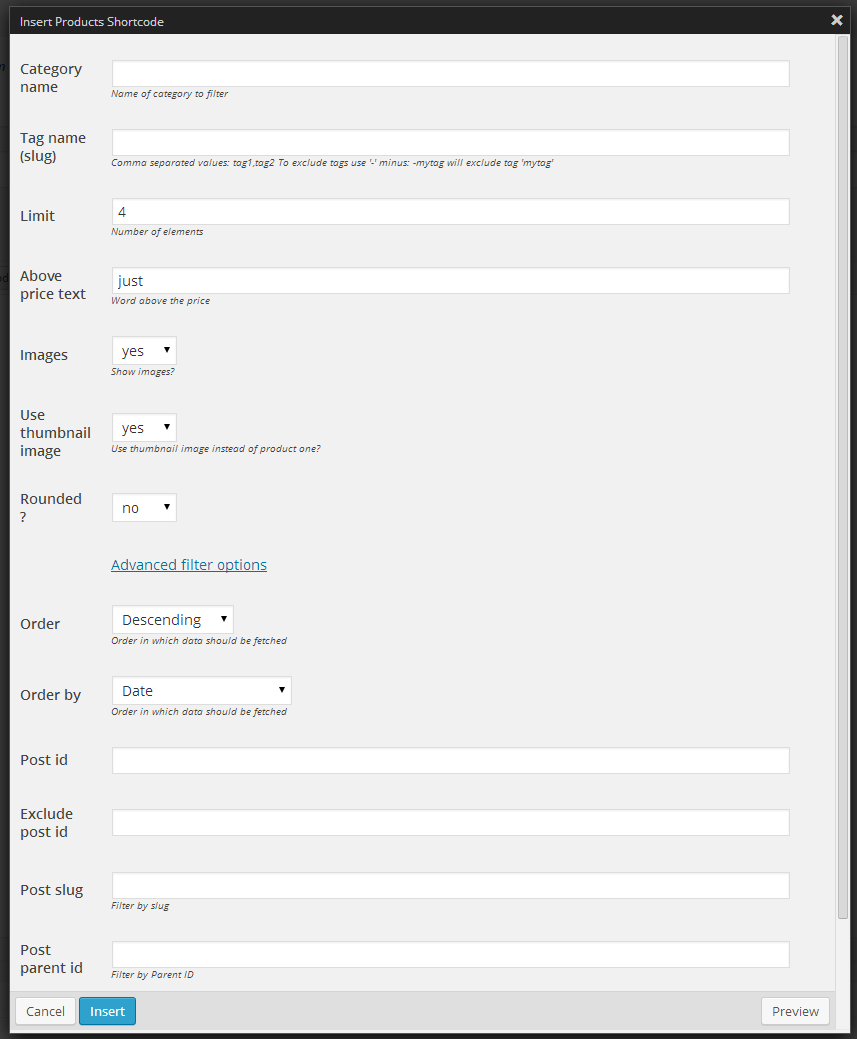 Insert Products Shortcode
Category
name
Name of category to filter
Tag name
(slug)
Comma separated values: tag1,tag2 To exclude tags use '-' minus: -mytag will exclude tag 'mytag'
Limit
4
Number of elements
Above
price text
just
Word above the price
Images
yes
Show images?
Use
thumbnail
image
yes
Use thumbnail image instead of product one?
Rounded
?
no
Advanced filter options
Order
Descending
Order in which data should be fetched
Order by
Date
Order in which data should be fetched
Post id
Exclude
post id
Post slug
Filter by slug
Post
parent id
Filter by Parent ID
Cancel
Insert
Preview